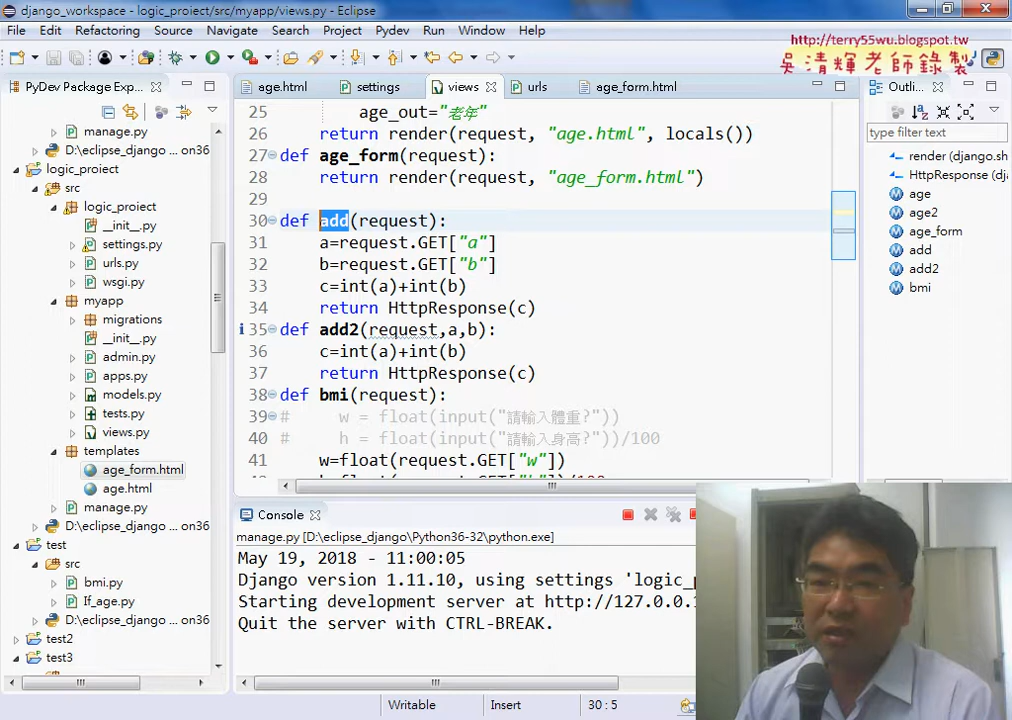 django_workspace - logic_project/src/myapp/views.py - Eclipse
File Edit Refactoring Source Navigate Search Project Pydev Run Window Help
http://terry55wu.blogspot.tw
吳清輝老師錄製
PyDev Package Exp...
manage.py
D:\eclipse_django ... on36
logic_project
src
logic_project
__init__.py
settings.py
urls.py
wsgi.py
myapp
migrations
__init__.py
admin.py
apps.py
models.py
tests.py
views.py
templates
age_form.html
age.html
manage.py
D:\eclipse_django ... on36
test
src
bmi.py
If_age.py
D:\eclipse_django ... on36
test2
test3
age.html settings views urls age_form.html
25 age_out="老年"
26 return render(request, "age.html", locals())
27 def age_form(request):
28 return render(request, "age_form.html")
29
30 def add(request):
31 a=request.GET["a"]
32 b=request.GET["b"]
33 c=int(a)+int(b)
34 return HttpResponse(c)
35 def add2(request,a,b):
36 c=int(a)+int(b)
37 return HttpResponse(c)
38 def bmi(request):
39 # w = float(input("請輸入體重?"))
40 # h = float(input("請輸入身高?"))/100
41 w=float(request.GET["w"])
Outli...
type filter text
render (django.sh
HttpResponse (dj
age
age2
age_form
add
add2
bmi
Console
manage.py [D:\eclipse_django\Python36-32\python.exe]
May 19, 2018 - 11:00:05
Django version 1.11.10, using settings 'logic_p
Starting development server at http://127.0.0.1
Quit the server with CTRL-BREAK.
Writable Insert 30 : 5